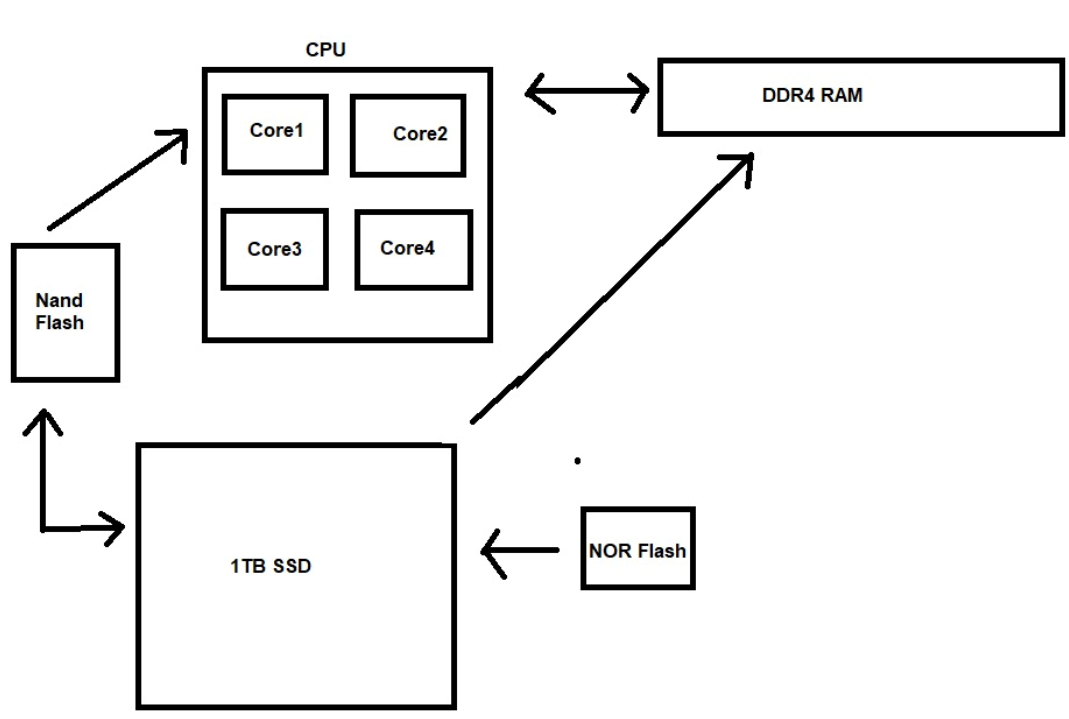 CPU
DDR4 RAM
Core1
Core2
Core3
Core4
Nand
Flash
1TB SSD
NOR Flash